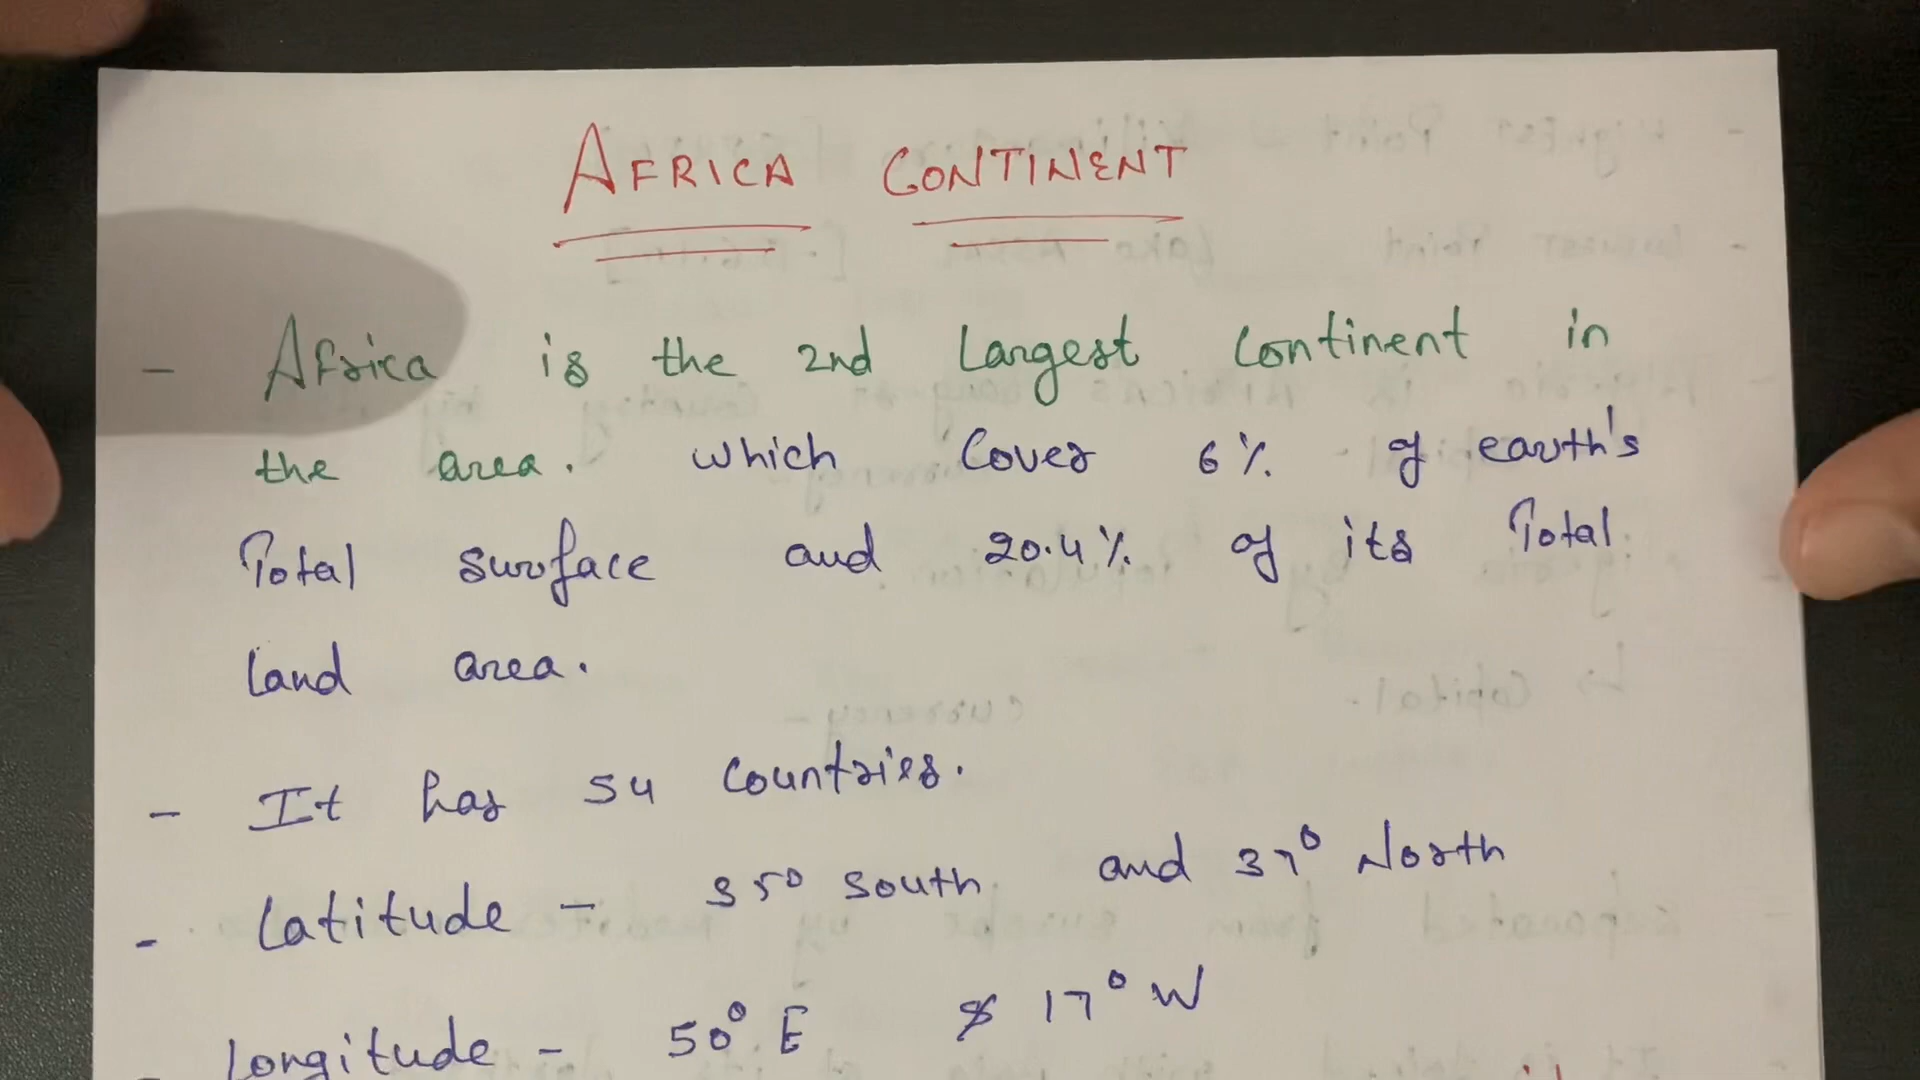 AFRICA CONTINENT
- Africa is the 2nd Largest Continent in
the area. which Cover 6% of earth's
Total surface and 20.4% of its Total
land area.
- It has 54 Countries.
- Latitude - 35° South and 37° North
- Longitude - 50° E & 17° W